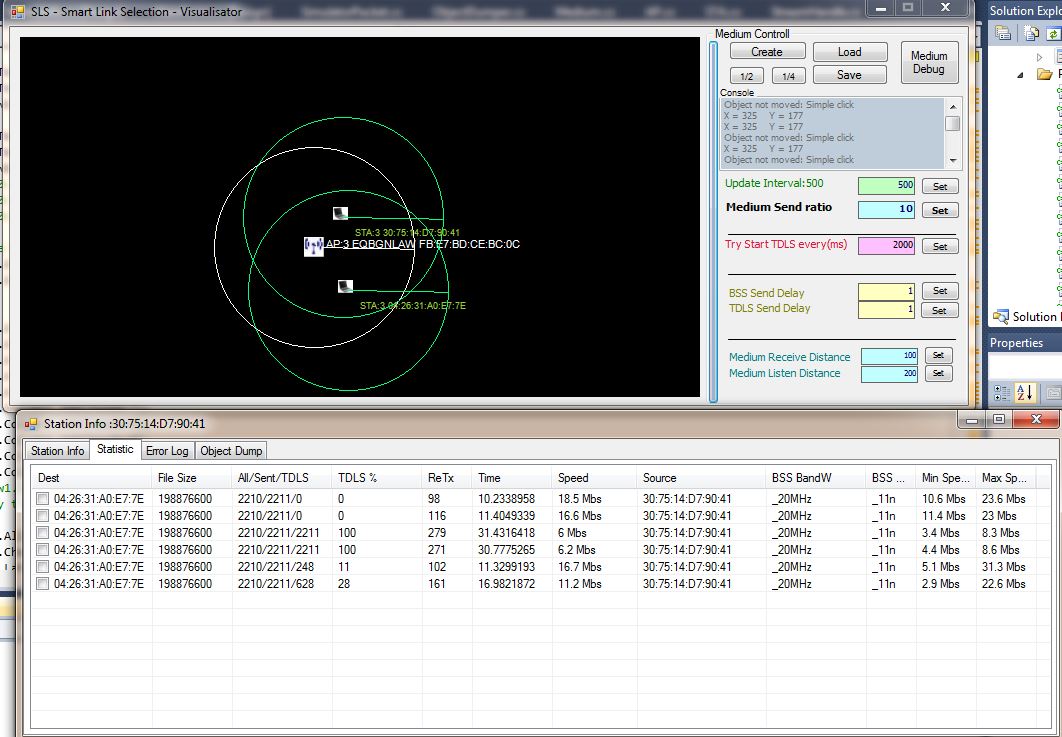 SLS - Smart Link Selection - Visualisator
Solution Explo
Medium Controll
Create
Load
Medium Debug
1/2
1/4
Save
Console
Object not moved: Simple click
X = 325 Y = 177
X = 325 Y = 177
Object not moved: Simple click
X = 325 Y = 177
Object not moved: Simple click
Update Interval:500 500 Set
Medium Send ratio 10 Set
Try Start TDLS every(ms) 2000 Set
BSS Send Delay 1 Set
TDLS Send Delay 1 Set
Medium Receive Distance 100 Set
Medium Listen Distance 200 Set
STA:3 30:75:14:D7:90:41
AP:3 EQBGNLAW FB:E7:BD:CE:BC:0C
STA:3 04:26:31:A0:E7:7E
Solution
Properties
Station Info :30:75:14:D7:90:41
Station Info Statistic Error Log Object Dump
Dest File Size All/Sent/TDLS TDLS % ReTx Time Speed Source BSS BandW BSS ... Min Spe... Max Sp...
04:26:31:A0:E7:7E 198876600 2210/2211/0 0 98 10.2338958 18.5 Mbs 30:75:14:D7:90:41 _20MHz _11n 10.6 Mbs 23.6 Mbs
04:26:31:A0:E7:7E 198876600 2210/2211/0 0 116 11.4049339 16.6 Mbs 30:75:14:D7:90:41 _20MHz _11n 11.4 Mbs 23 Mbs
04:26:31:A0:E7:7E 198876600 2210/2211/2211 100 279 31.4316418 6 Mbs 30:75:14:D7:90:41 _20MHz _11n 3.4 Mbs 8.3 Mbs
04:26:31:A0:E7:7E 198876600 2210/2211/2211 100 271 30.7775265 6.2 Mbs 30:75:14:D7:90:41 _20MHz _11n 4.4 Mbs 8.6 Mbs
04:26:31:A0:E7:7E 198876600 2210/2211/248 11 102 11.3299193 16.7 Mbs 30:75:14:D7:90:41 _20MHz _11n 5.1 Mbs 31.3 Mbs
04:26:31:A0:E7:7E 198876600 2210/2211/628 28 161 16.9821872 11.2 Mbs 30:75:14:D7:90:41 _20MHz _11n 2.9 Mbs 22.6 Mbs